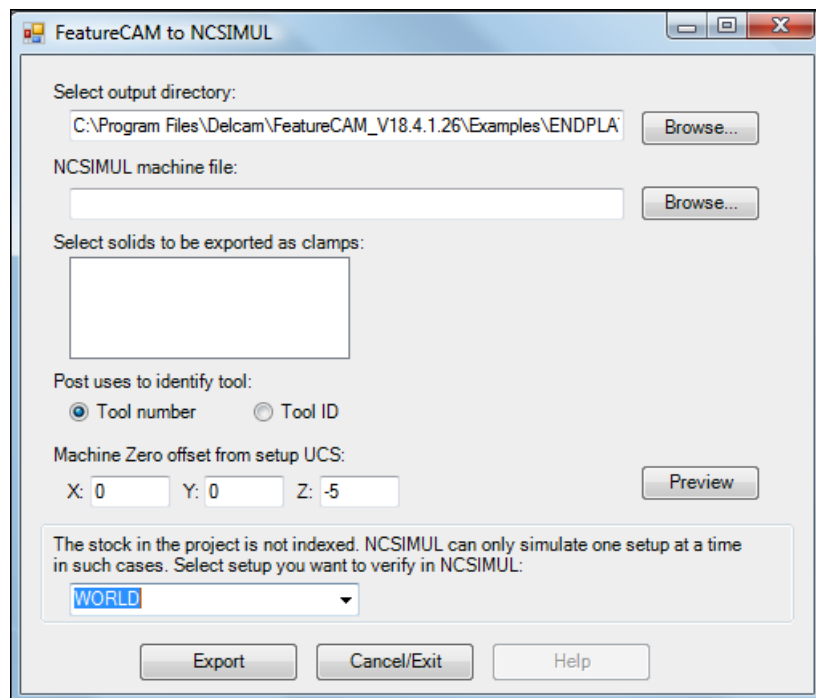 FeatureCAM to NCSIMUL
Select output directory:
C:\Program Files\Delcam\FeatureCAM_V18.4.1.26\Examples\ENDPLA
Browse...
NCSIMUL machine file:
Browse...
Select solids to be exported as clamps:
Post uses to identify tool:
Tool number Tool ID
Machine Zero offset from setup UCS:
X: 0 Y: 0 Z: -5 Preview
The stock in the project is not indexed. NCSIMUL can only simulate one setup at a time
in such cases. Select setup you want to verify in NCSIMUL:
WORLD
Export Cancel/Exit Help